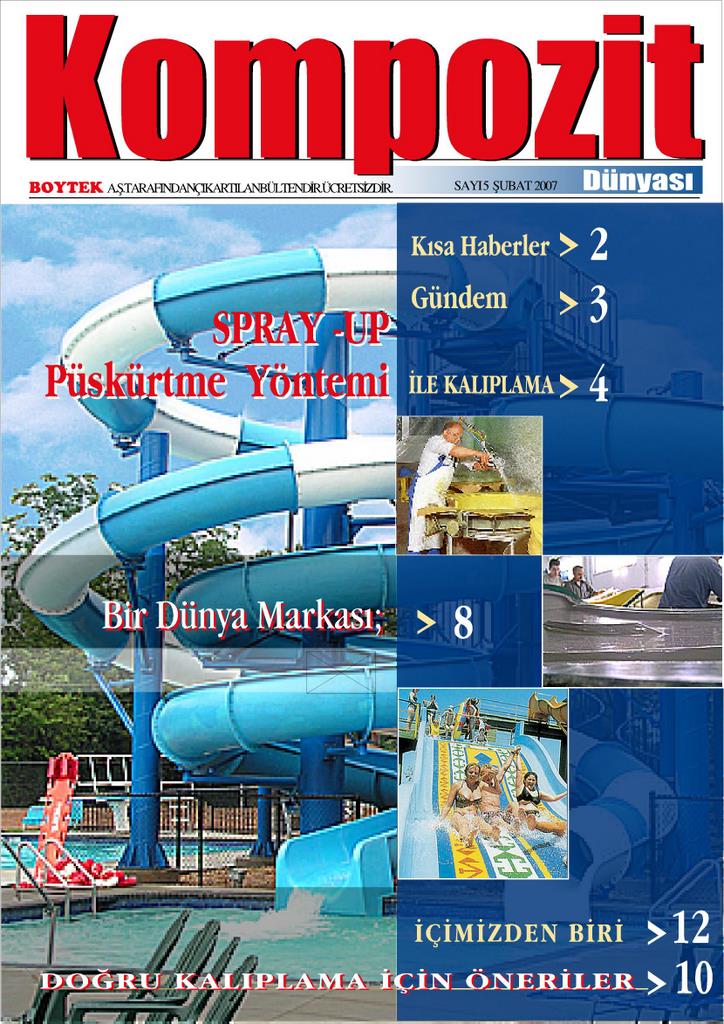 Kompozit
BOYTEK A.Ş. TARAFINDAN ÇIKARTILAN BÜLTENDİR. ÜCRETSİZDİR.
SAYI 5 ŞUBAT 2007
Dünyası
Kısa Haberler > 2
Gündem > 3
SPRAY -UP
Püskürtme Yöntemi İLE KALIPLAMA > 4
Bir Dünya Markası; > 8
İÇİMİZDEN BİRİ > 12
DOĞRU KALIPLAMA İÇİN ÖNERİLER > 10